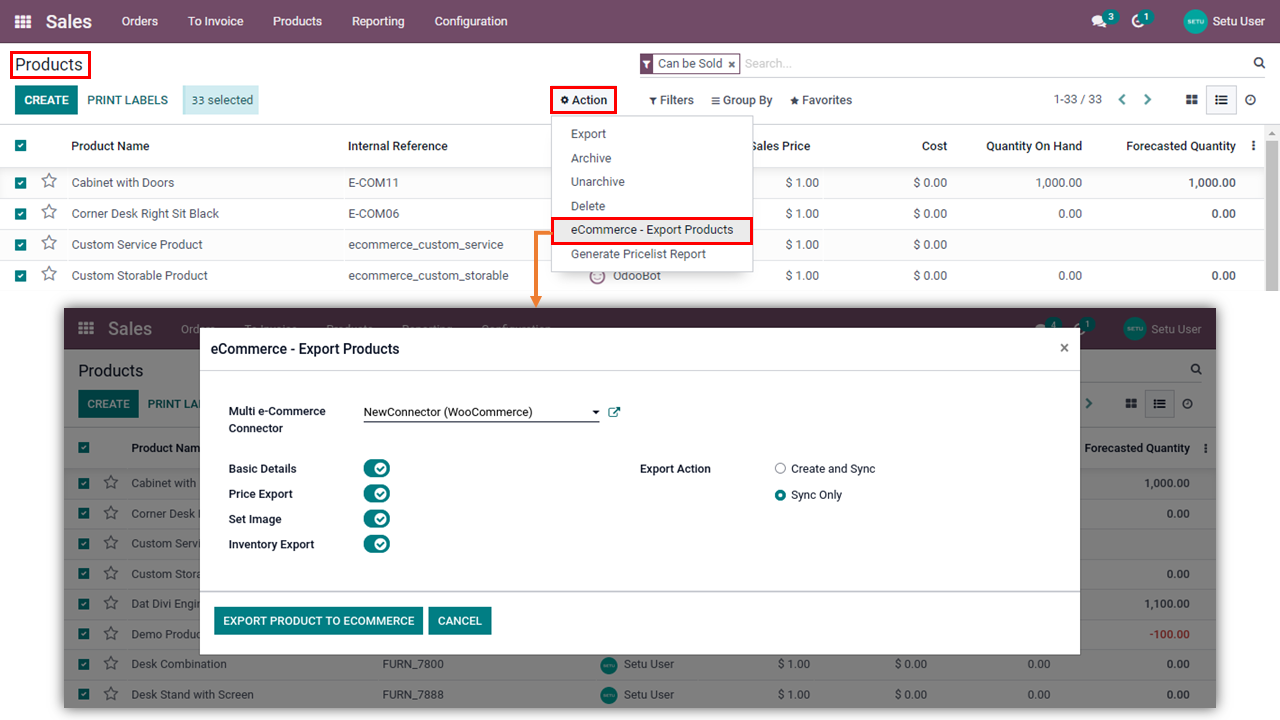 Sales Orders To Invoice Products Reporting Configuration 3 1 SETU Setu User
Products Can be Sold × Search...
CREATE PRINT LABELS 33 selected Action Filters Group By Favorites 1-33 / 33
Product Name Internal Reference Sales Price Cost Quantity On Hand Forecasted Quantity
Export
Archive
Unarchive
Delete
eCommerce - Export Products
Generate Pricelist Report
Cabinet with Doors E-COM11 $ 1.00 $ 0.00 1,000.00 1,000.00
Corner Desk Right Sit Black E-COM06 $ 1.00 $ 0.00 0.00 0.00
Custom Service Product ecommerce_custom_service $ 1.00 $ 0.00
Custom Storable Product ecommerce_custom_storable OdooBot $ 1.00 $ 0.00 0.00 0.00
Sales Orders To Invoice Products Reporting Configuration 4 1 SETU Setu User
Products
CREATE PRINT LA
Product Nam Forecasted Quantity
Cabinet with 1,000.00
Corner Desk 0.00
Custom Servi
Custom Stora 0.00
Dat Divi Engin 1,100.00
Demo Produc -100.00
Desk Combination FURN_7800 SETU Setu User $ 1.00 $ 0.00 0.00 0.00
Desk Stand with Screen FURN_7888 SETU Setu User $ 1.00 $ 0.00 0.00 0.00
eCommerce - Export Products ×
Multi e-Commerce
Connector
NewConnector (WooCommerce)
Basic Details
Price Export
Set Image
Inventory Export
Export Action
Create and Sync
Sync Only
EXPORT PRODUCT TO ECOMMERCE CANCEL